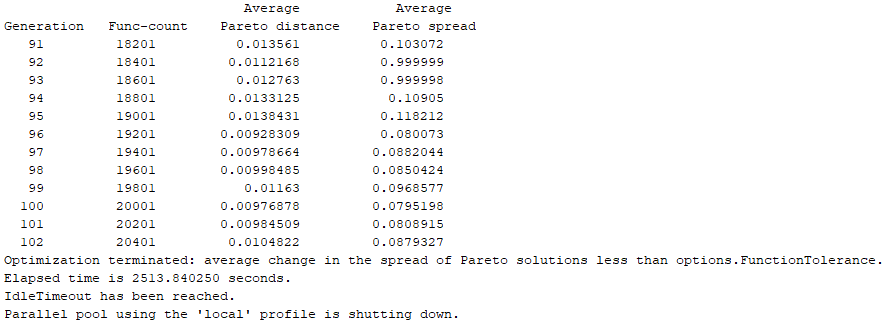 Average Average
Generation Func-count Pareto distance Pareto spread
91 18201 0.013561 0.103072
92 18401 0.0112168 0.999999
93 18601 0.012763 0.999998
94 18801 0.0133125 0.10905
95 19001 0.0138431 0.118212
96 19201 0.00928309 0.080073
97 19401 0.00978664 0.0882044
98 19601 0.00998485 0.0850424
99 19801 0.01163 0.0968577
100 20001 0.00976878 0.0795198
101 20201 0.00984509 0.0808915
102 20401 0.0104822 0.0879327
Optimization terminated: average change in the spread of Pareto solutions less than options.FunctionTolerance.
Elapsed time is 2513.840250 seconds.
IdleTimeout has been reached.
Parallel pool using the 'local' profile is shutting down.